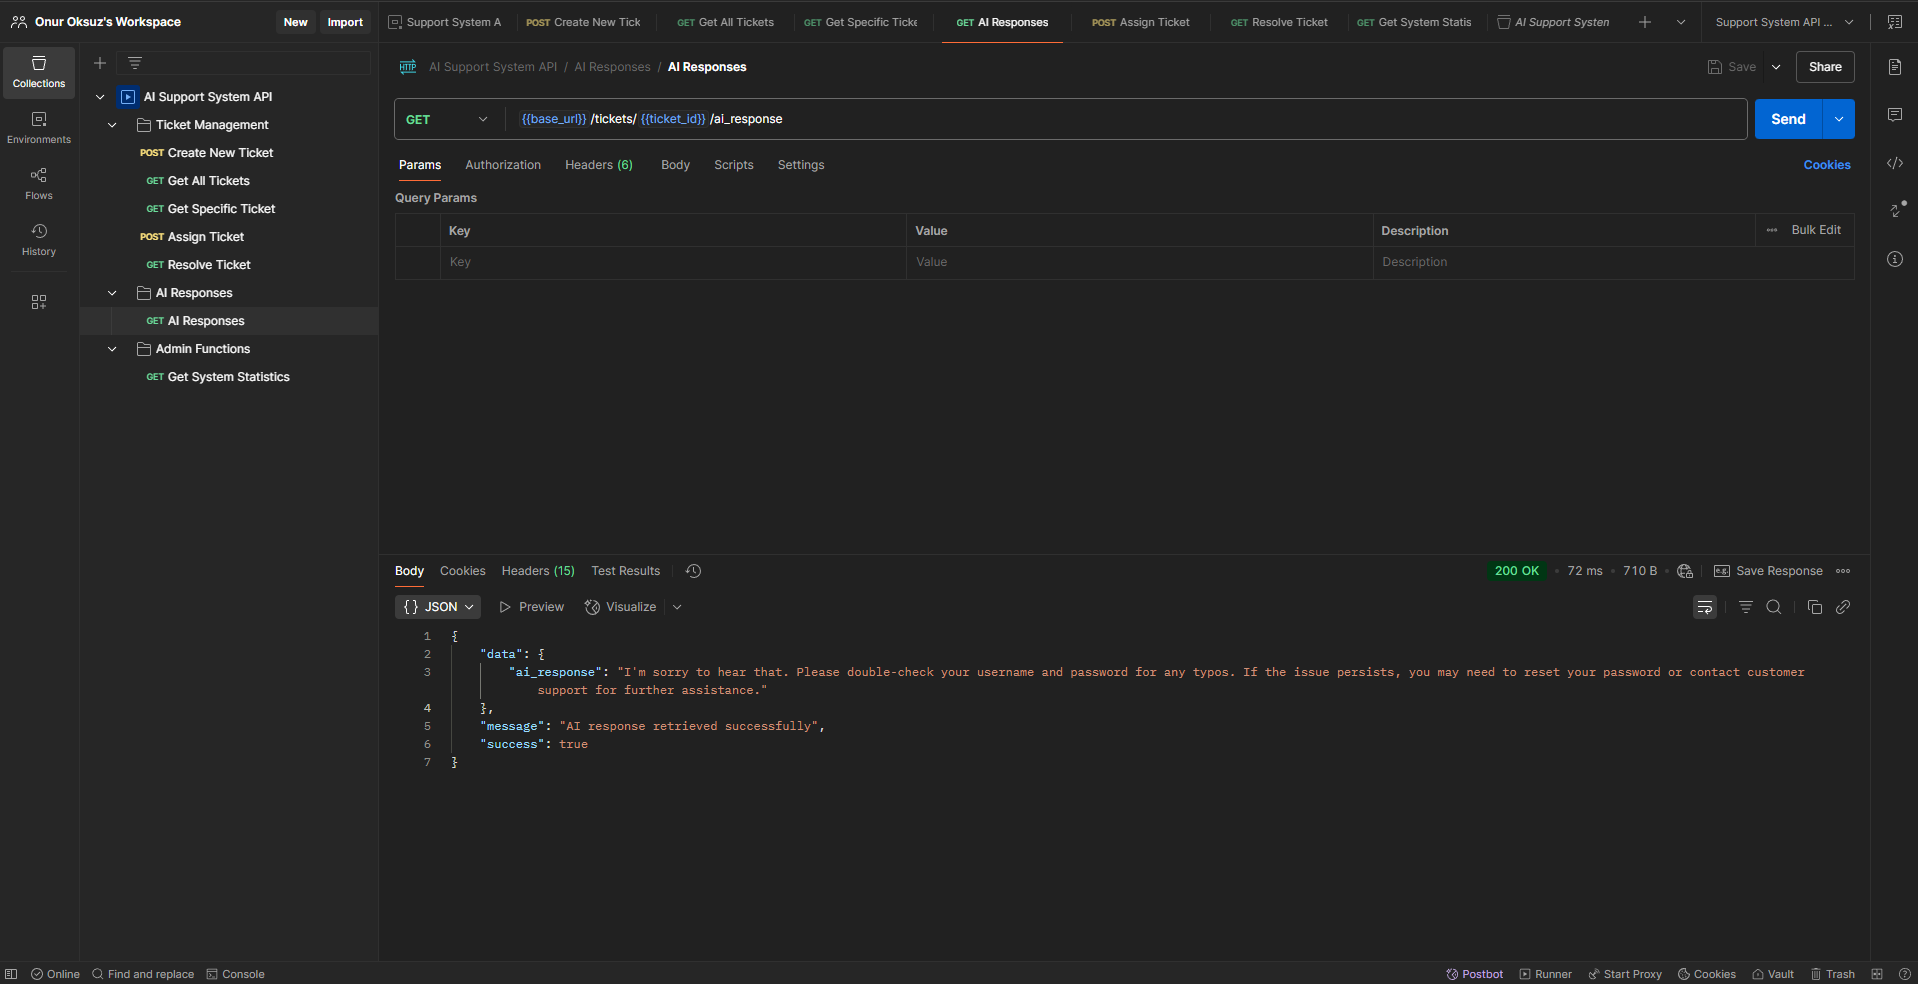 Onur Oksuz's Workspace
New
Import
Support System A
POST Create New Tick
GET Get All Tickets
GET Get Specific Ticke
GET AI Responses
POST Assign Ticket
GET Resolve Ticket
GET Get System Statis
AI Support System
Support System API ...
Collections
Environments
Flows
History
AI Support System API
Ticket Management
POST Create New Ticket
GET Get All Tickets
GET Get Specific Ticket
POST Assign Ticket
GET Resolve Ticket
AI Responses
GET AI Responses
Admin Functions
GET Get System Statistics
HTTP AI Support System API / AI Responses / AI Responses
Save
Share
GET {{base_url}} /tickets/ {{ticket_id}} /ai_response
Send
Params Authorization Headers (6) Body Scripts Settings
Cookies
Query Params
Key Value Description ••• Bulk Edit
Key Value Description
Body Cookies Headers (15) Test Results
200 OK • 72 ms • 710 B • e.g. Save Response
{} JSON Preview Visualize
1 {
2 "data": {
3 "ai_response": "I'm sorry to hear that. Please double-check your username and password for any typos. If the issue persists, you may need to reset your password or contact customer
support for further assistance."
4 },
5 "message": "AI response retrieved successfully",
6 "success": true
7 }
Online Find and replace Console
Postbot Runner Start Proxy Cookies Vault Trash